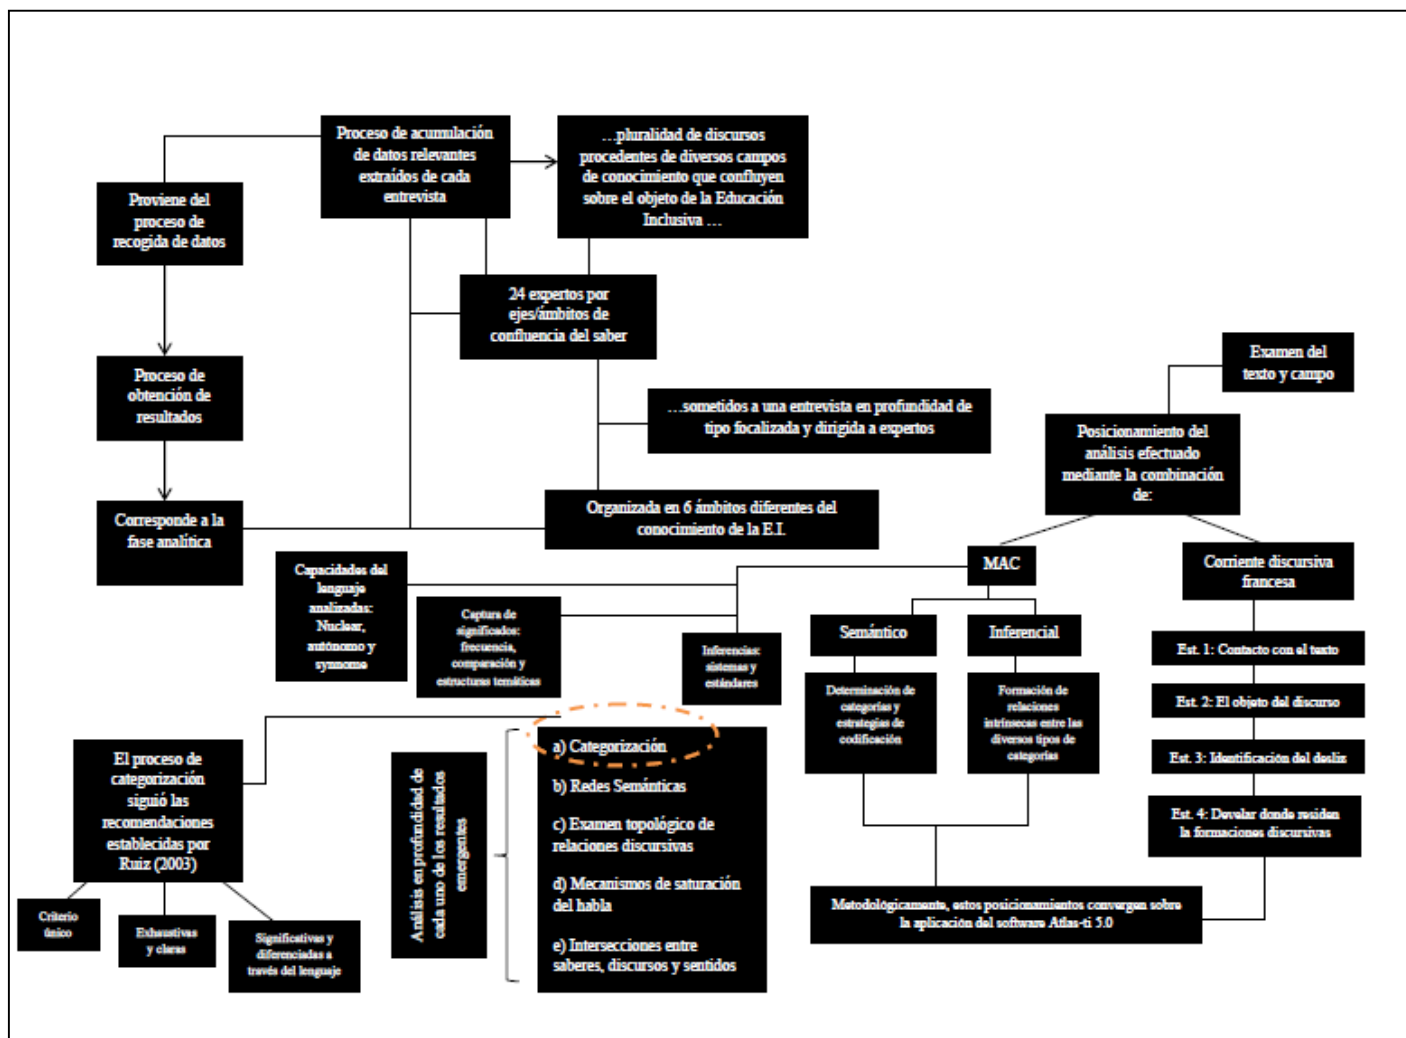 Proceso de acumulación
de datos relevantes
extraídos de cada
entrevista
…pluralidad de discursos
procedentes de diversos campos
de conocimiento que confluyen
sobre el objeto de la Educación
Inclusiva …
Proviene del
proceso de
recogida de datos
24 expertos por
ejes/ámbitos de
confluencia del saber
Proceso de
obtención de
resultados
…sometidos a una entrevista en profundidad de
tipo focalizada y dirigida a expertos
Corresponde a la
fase analítica
Organizada en 6 ámbitos diferentes del
conocimiento de la E.I.
Examen del
texto y campo
Posicionamiento del
análisis efectuado
mediante la combinación
de:
MAC
Corriente discursiva
francesa
Capacidades del
lenguaje
analizadas:
Nuclear,
autónomo y
synnome
Captura de
significados:
frecuencia,
comparación y
estructuras temáticas
Inferencias:
sistemas y
estándares
Semántico
Inferencial
Determinación de
categorías y
estrategias de
codificación
Formación de
relaciones
intrínsecas entre las
diversos tipos de
categorías
Est. 1: Contacto con el texto
Est. 2: El objeto del discurso
Est. 3: Identificación del desliz
Est. 4: Develar donde residen
la formaciones discursivas
Metodológicamente, estos posicionamientos convergen sobre
la aplicación del software Atlas-ti 5.0
El proceso de
categorización
siguió las
recomendaciones
establecidas por
Ruiz (2003)
Criterio
único
Exhaustivas
y claras
Significativas y
diferenciadas a
través del lenguaje
Análisis en profundidad de
cada uno de los resultados
emergentes
a) Categorización
b) Redes Semánticas
c) Examen topológico de
relaciones discursivas
d) Mecanismos de saturación
del habla
e) Intersecciones entre
saberes, discursos y sentidos